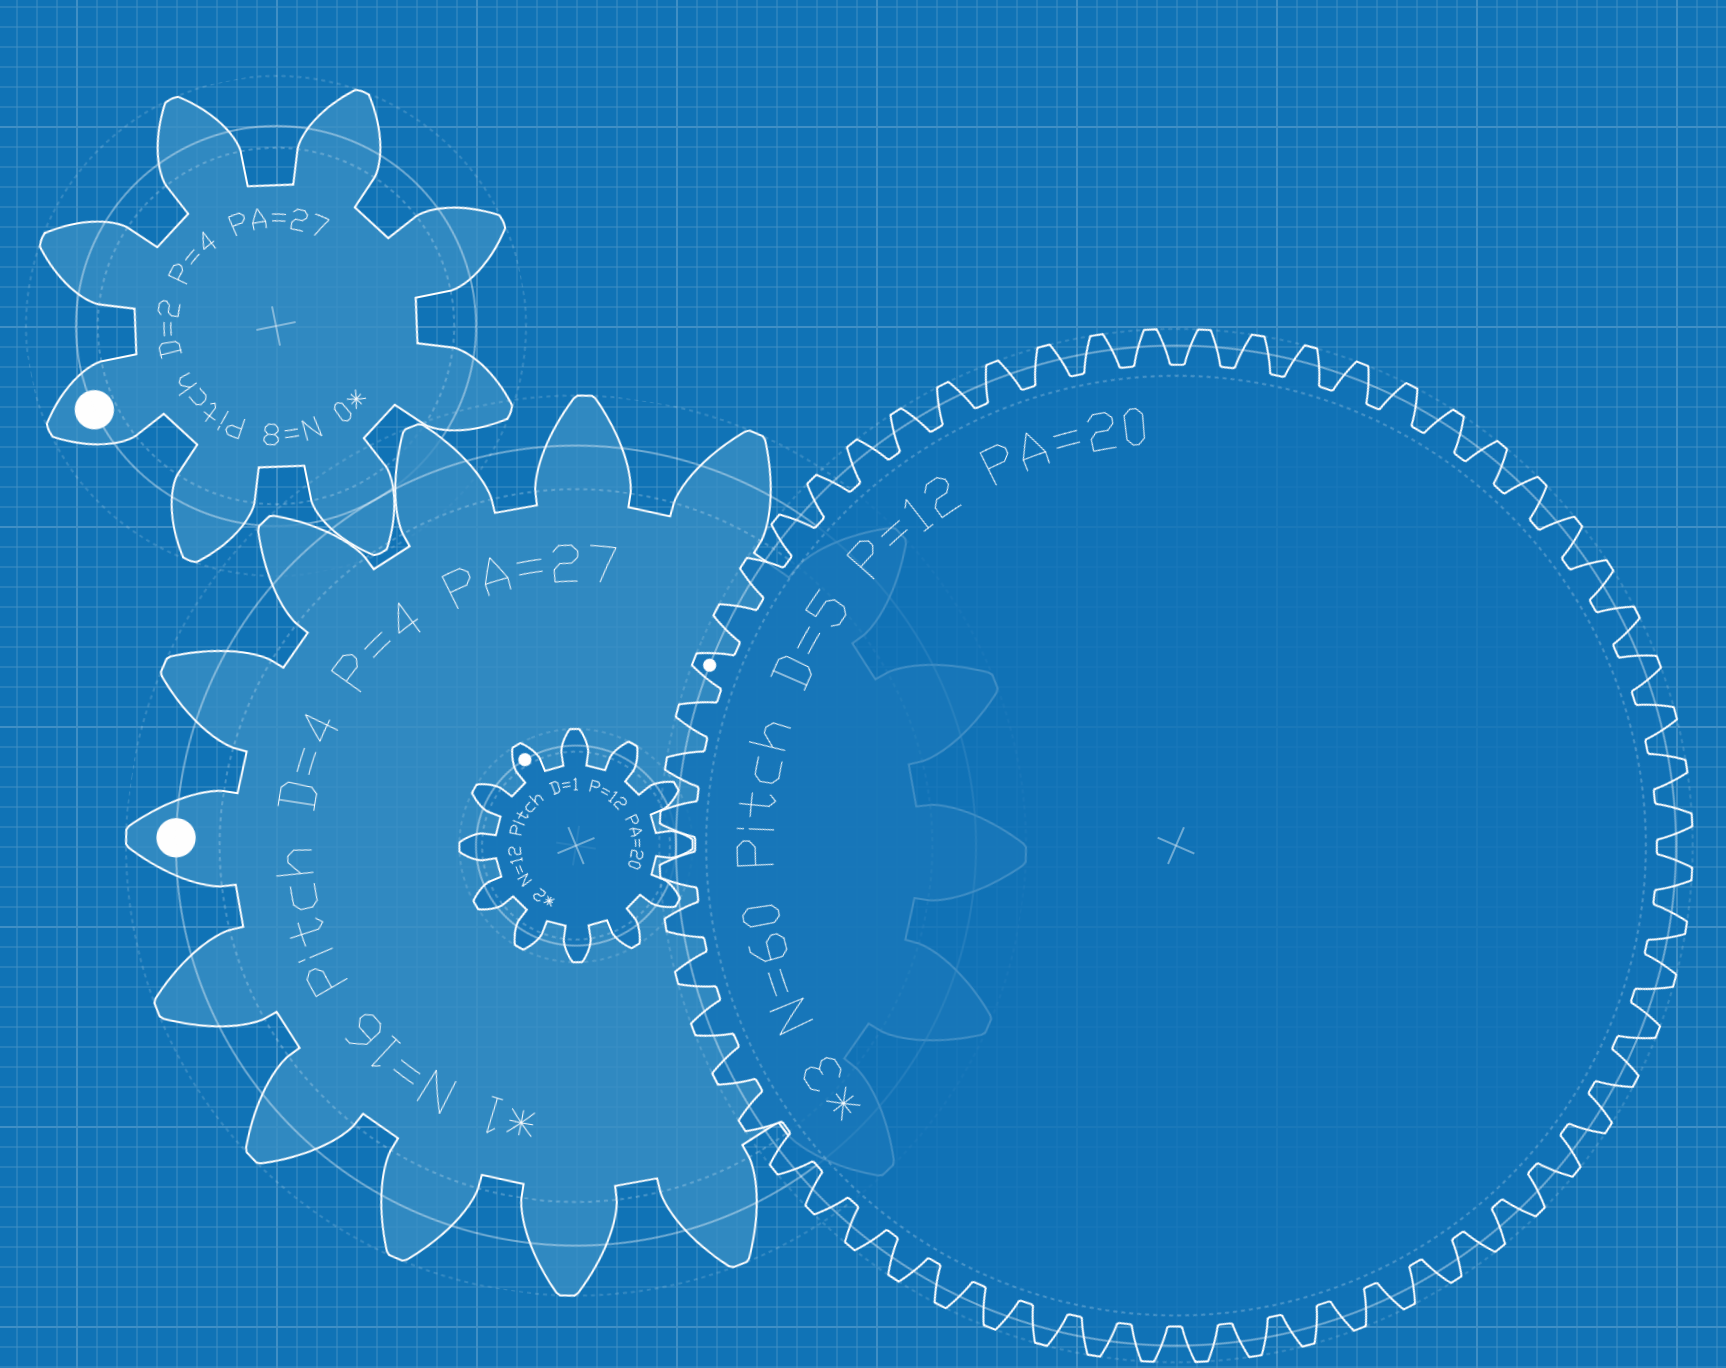 *0 N=8 Pitch D=2 P=4 PA=27
*1 N=16 Pitch D=4 P=4 PA=27
*2 N=12 Pitch D=1 P=12 PA=20
*3 N=60 Pitch D=5 P=12 PA=20